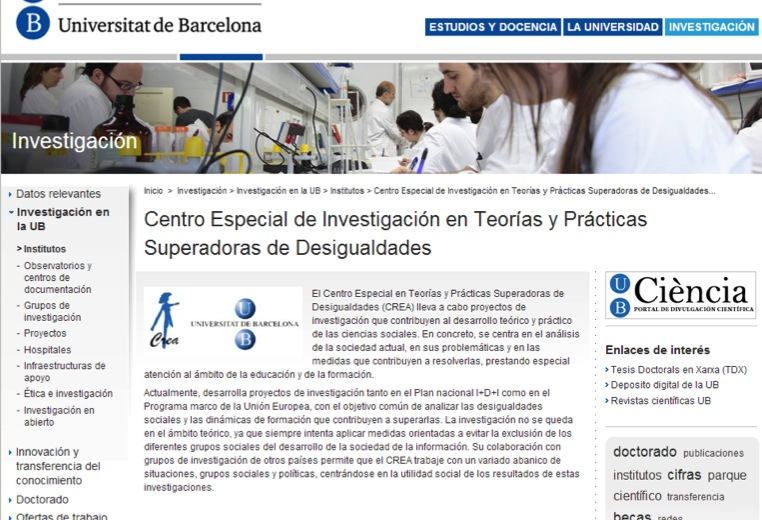 U
B
Universitat de Barcelona
ESTUDIOS Y DOCENCIA
LA UNIVERSIDAD
INVESTIGACIÓN
Investigación
Datos relevantes
Investigación en
la UB
> Institutos
- Observatorios y
centros de
documentación
- Grupos de
investigación
- Proyectos
- Hospitales
- Infraestructuras de
apoyo
- Ética e investigación
- Investigación en
abierto
Innovación y
transferencia del
conocimiento
Doctorado
Ofertas de trabajo
Inicio > Investigación > Investigación en la UB > Institutos > Centro Especial de Investigación en Teorías y Prácticas Superadoras de Desigualdades...
Centro Especial de Investigación en Teorías y Prácticas
Superadoras de Desigualdades
Crea
U
UNIVERSITAT DE BARCELONA
B
El Centro Especial en Teorías y Prácticas Superadoras de
Desigualdades (CREA) lleva a cabo proyectos de
investigación que contribuyen al desarrollo teórico y práctico
de las ciencias sociales. En concreto, se centra en el análisis
de la sociedad actual, en sus problemáticas y en las
medidas que contribuyen a resolverlas, prestando especial
atención al ámbito de la educación y de la formación.
Actualmente, desarrolla proyectos de investigación tanto en el Plan nacional I+D+I como en el
Programa marco de la Unión Europea, con el objetivo común de analizar las desigualdades
sociales y las dinámicas de formación que contribuyen a superarlas. La investigación no se queda
en el ámbito teórico, ya que siempre intenta aplicar medidas orientadas a evitar la exclusión de los
diferentes grupos sociales del desarrollo de la sociedad de la información. Su colaboración con
grupos de investigación de otros países permite que el CREA trabaje con un variado abanico de
situaciones, grupos sociales y políticas, centrándose en la utilidad social de los resultados de estas
investigaciones.
U
B
Ciència
PORTAL DE DIVULGACIÓN CIENTÍFICA
Enlaces de interés
Tesis Doctorals en Xarxa (TDX)
Deposito digital de la UB
Revistas científicas UB
doctorado publicaciones
institutos cifras parque
científico transferencia
becas redes